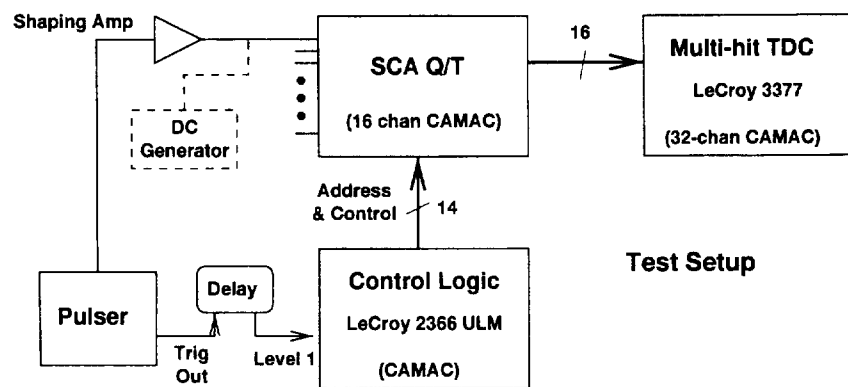 Shaping Amp
SCA Q/T
(16 chan CAMAC)
16
Multi-hit TDC
LeCroy 3377
(32-chan CAMAC)
DC
Generator
Address
& Control
14
Pulser
Delay
Trig
Out
Level 1
Control Logic
LeCroy 2366 ULM
(CAMAC)
Test Setup